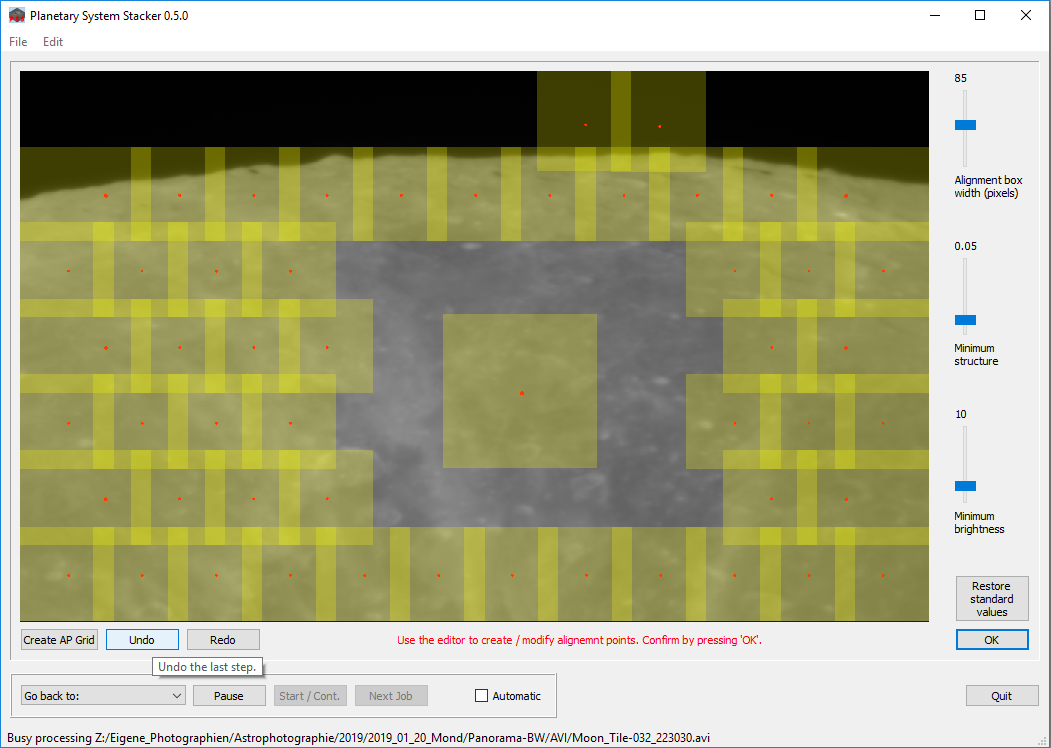 Planetary System Stacker 0.5.0
File Edit
85
Alignment box
width (pixels)
0.05
Minimum
structure
10
Minimum
brightness
Restore
standard
values
Create AP Grid Undo Redo Use the editor to create / modify alignemnt points. Confirm by pressing 'OK'. OK
Undo the last step.
Go back to: Pause Start / Cont. Next Job Automatic Quit
Busy processing Z:/Eigene_Photographien/Astrophotographie/2019/2019_01_20_Mond/Panorama-BW/AVI/Moon_Tile-032_223030.avi